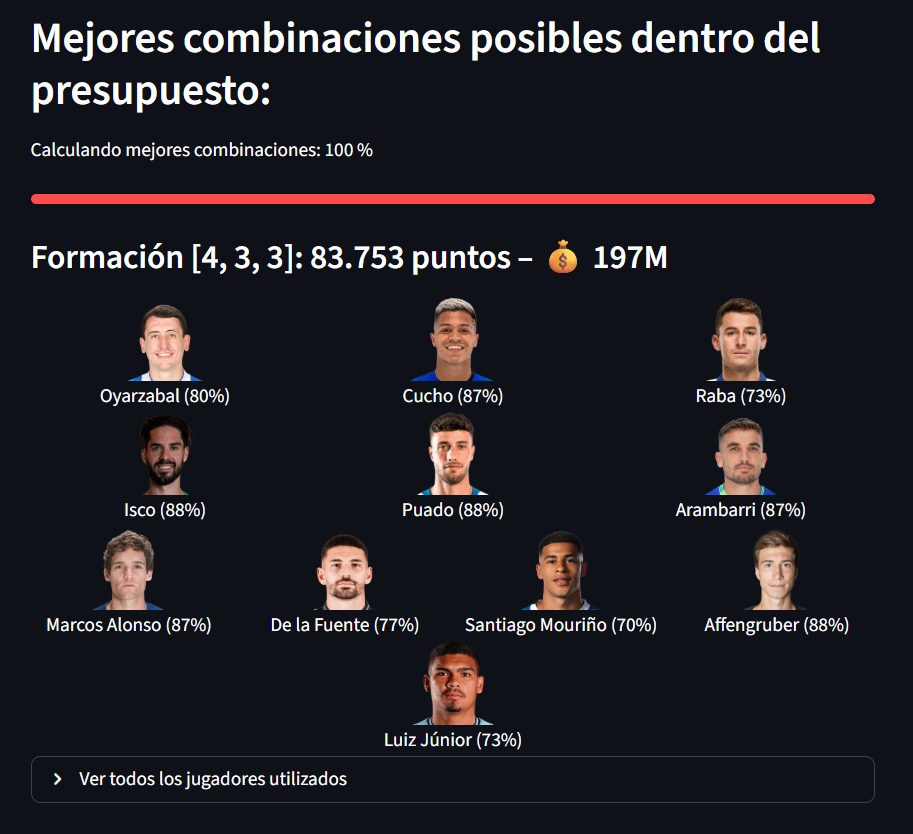 Mejores combinaciones posibles dentro del
presupuesto:
Calculando mejores combinaciones: 100 %
Formación [4, 3, 3]: 83.753 puntos – 💰 197M
Oyarzabal (80%) Cucho (87%) Raba (73%)
Isco (88%) Puado (88%) Arambarri (87%)
Marcos Alonso (87%) De la Fuente (77%) Santiago Mouriño (70%) Affengruber (88%)
Luiz Júnior (73%)
Ver todos los jugadores utilizados